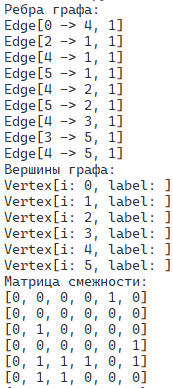 Ребра графа:
Edge[0 -> 4, 1]
Edge[2 -> 1, 1]
Edge[4 -> 1, 1]
Edge[5 -> 1, 1]
Edge[4 -> 2, 1]
Edge[5 -> 2, 1]
Edge[4 -> 3, 1]
Edge[3 -> 5, 1]
Edge[4 -> 5, 1]
Вершины графа:
Vertex[i: 0, label: ]
Vertex[i: 1, label: ]
Vertex[i: 2, label: ]
Vertex[i: 3, label: ]
Vertex[i: 4, label: ]
Vertex[i: 5, label: ]
Матрица смежности:
[0, 0, 0, 0, 1, 0]
[0, 0, 0, 0, 0, 0]
[0, 1, 0, 0, 0, 0]
[0, 0, 0, 0, 0, 1]
[0, 1, 1, 1, 0, 1]
[0, 1, 1, 0, 0, 0]